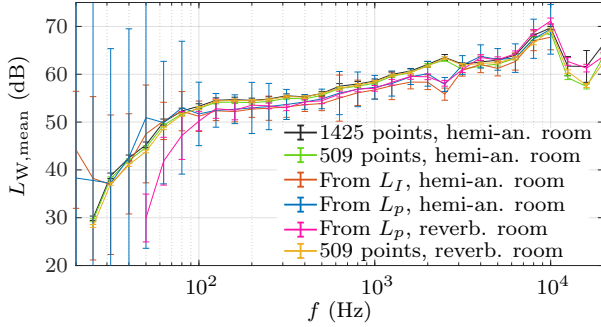 70
60
50
40
30
20
L_W,mean (dB)
1425 points, hemi-an. room
509 points, hemi-an. room
From L_I, hemi-an. room
From L_p, hemi-an. room
From L_p, reverb. room
509 points, reverb. room
10^2
10^3
10^4
f (Hz)